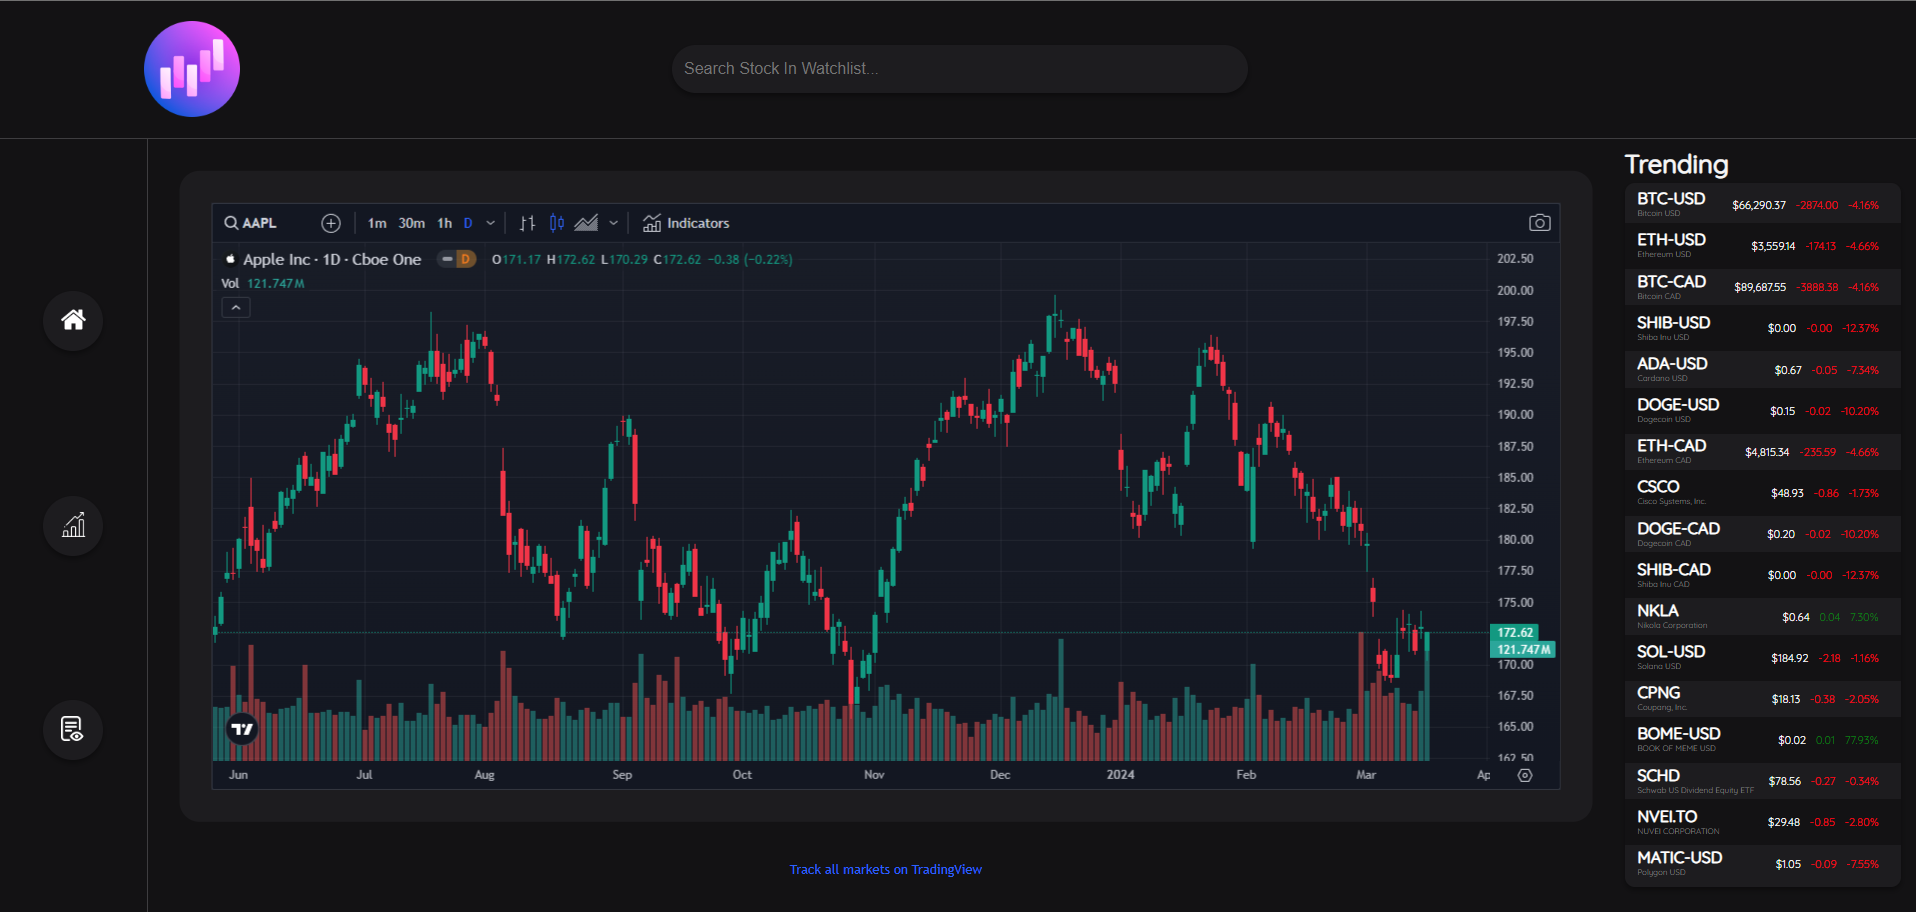 Search Stock In Watchlist...
AAPL 1m 30m 1h D Indicators
Apple Inc · 1D · Cboe One D O171.17 H172.62 L170.29 C172.62 −0.38 (−0.22%)
Vol 121.747M
202.50
200.00
197.50
195.00
192.50
190.00
187.50
185.00
182.50
180.00
177.50
175.00
172.62
121.747M
170.00
167.50
165.00
162.50
Jun Jul Aug Sep Oct Nov Dec 2024 Feb Mar Ap
Track all markets on TradingView
Trending
BTC-USD $66,290.37 -2874.00 -4.16%
Bitcoin USD
ETH-USD $3,559.14 -174.13 -4.66%
Ethereum USD
BTC-CAD $89,687.55 -3888.38 -4.16%
Bitcoin CAD
SHIB-USD $0.00 -0.00 -12.37%
Shiba Inu USD
ADA-USD $0.67 -0.05 -7.34%
Cardano USD
DOGE-USD $0.15 -0.02 -10.20%
Dogecoin USD
ETH-CAD $4,815.34 -235.59 -4.66%
Ethereum CAD
CSCO $48.93 -0.86 -1.73%
Cisco Systems, Inc.
DOGE-CAD $0.20 -0.02 -10.20%
Dogecoin CAD
SHIB-CAD $0.00 -0.00 -12.37%
Shiba Inu CAD
NKLA $0.64 0.04 7.30%
Nikola Corporation
SOL-USD $184.92 -2.18 -1.16%
Solana USD
CPNG $18.13 -0.38 -2.05%
Coupang, Inc.
BOME-USD $0.02 0.01 77.93%
BOOK OF MEME USD
SCHD $78.56 -0.27 -0.34%
Schwab US Dividend Equity ETF
NVEI.TO $29.48 -0.85 -2.80%
NUVEI CORPORATION
MATIC-USD $1.05 -0.09 -7.55%
Polygon USD